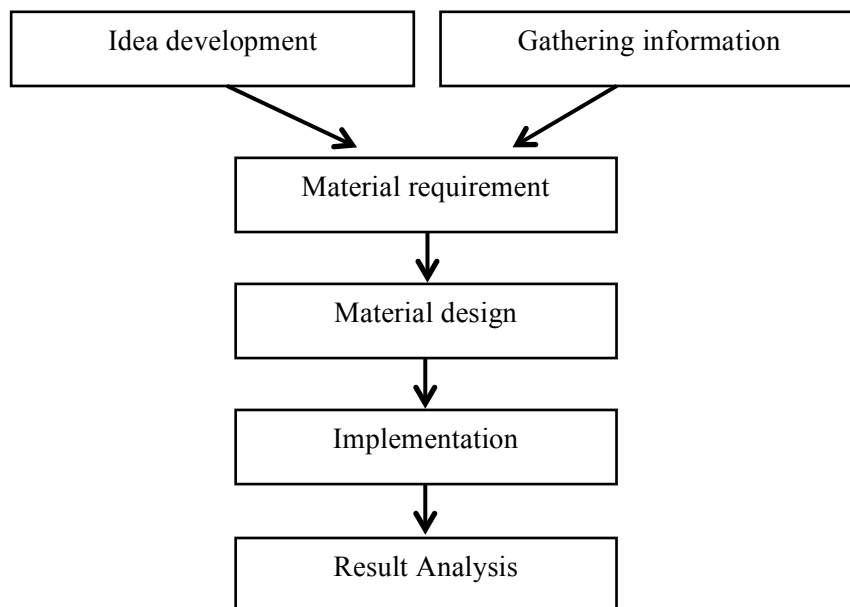 Idea development
Gathering information
Material requirement
Material design
Implementation
Result Analysis